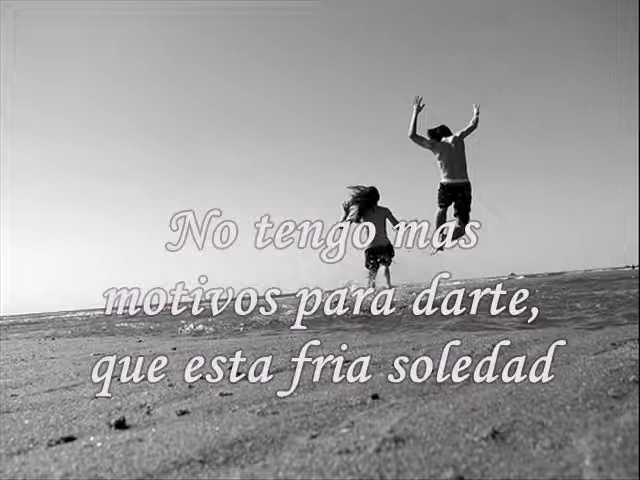 No tengo mas
motivos para darte,
que esta fria soledad